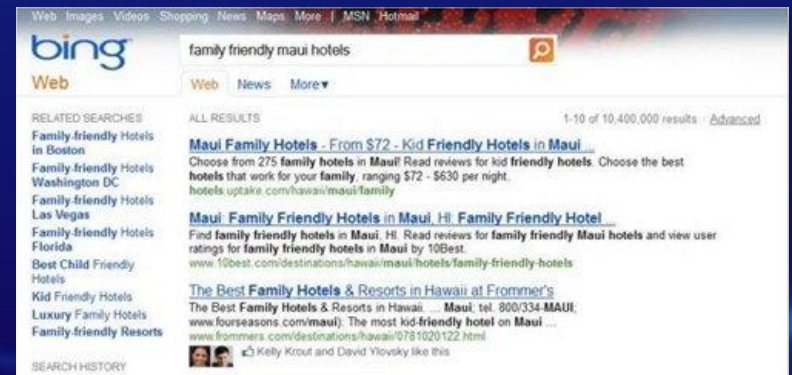 Web Images Videos Shopping News Maps More | MSN Hotmail
bing
family friendly maui hotels
Web
Web News More▼
RELATED SEARCHES
Family-friendly Hotels
in Boston
Family-friendly Hotels
Washington DC
Family-friendly Hotels
Las Vegas
Family-friendly Hotels
Florida
Best Child Friendly
Hotels
Kid Friendly Hotels
Luxury Family Hotels
Family-friendly Resorts
SEARCH HISTORY
ALL RESULTS
1-10 of 10,400,000 results · Advanced
Maui Family Hotels - From $72 - Kid Friendly Hotels in Maui ...
Choose from 275 family hotels in Maui! Read reviews for kid friendly hotels. Choose the best
hotels that work for your family, ranging $72 - $630 per night.
hotels.uptake.com/hawaii/maui/family
Maui: Family Friendly Hotels in Maui, HI: Family Friendly Hotel ...
Find family friendly hotels in Maui, HI. Read reviews for family friendly Maui hotels and view user
ratings for family friendly hotels in Maui by 10Best.
www.10best.com/destinations/hawaii/maui/hotels/family-friendly-hotels
The Best Family Hotels & Resorts in Hawaii at Frommer's
The Best Family Hotels & Resorts in Hawaii. ... Maui; tel. 800/334-MAUI;
www.fourseasons.com/maui): The most kid-friendly hotel on Maui ...
www.frommers.com/destinations/hawaii/0781020122.html
Kelly Krout and David Ylovsky like this